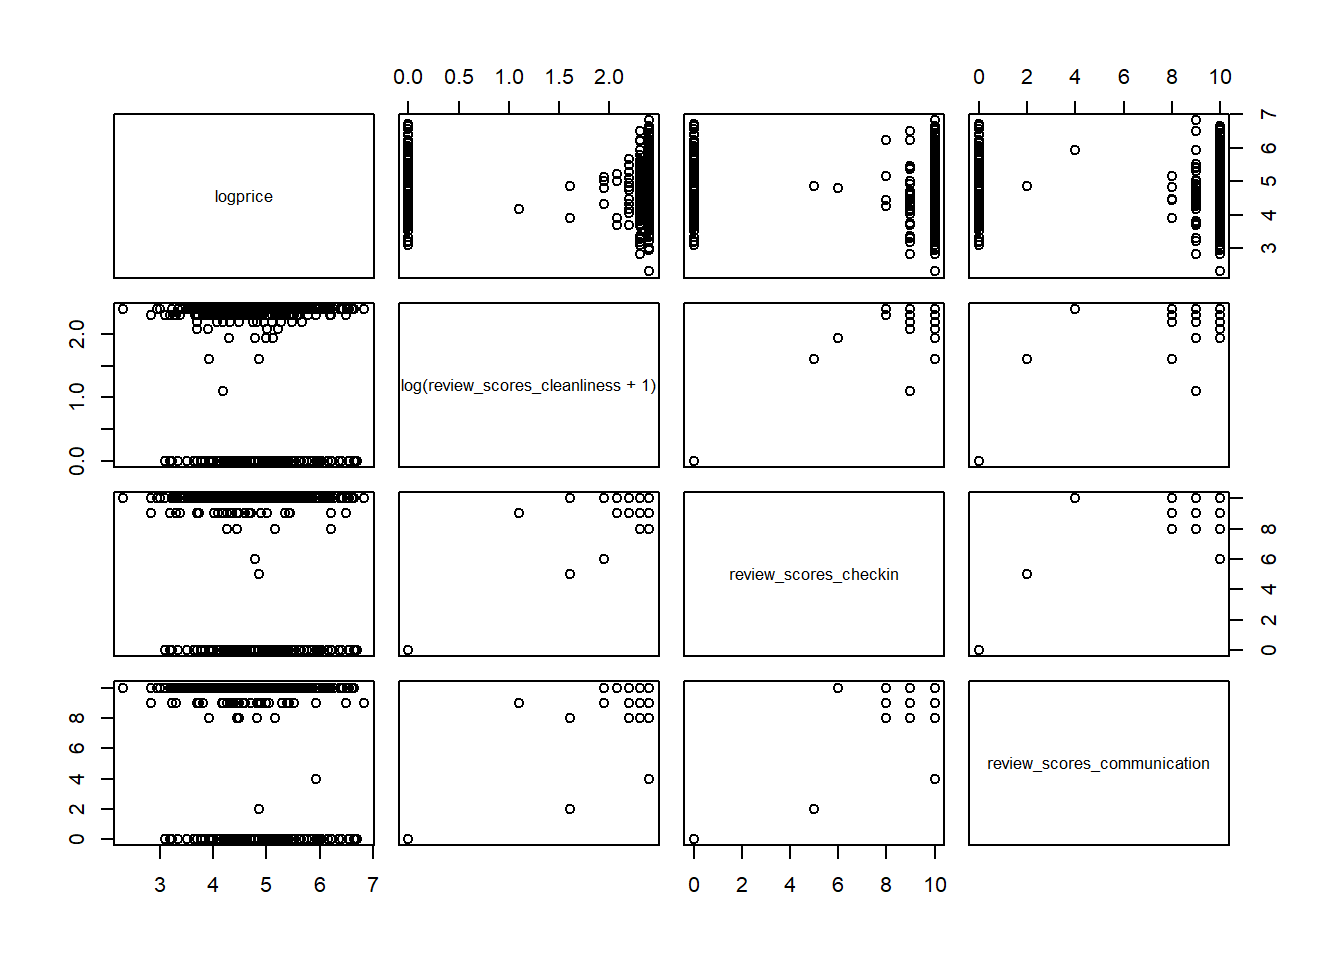 0.0 0.5 1.0 1.5 2.0
0 2 4 6 8 10
logprice
3 4 5 6 7
0.0 1.0 2.0
log(review_scores_cleanliness + 1)
review_scores_checkin
0 2 4 6 8
0 2 4 6 8
review_scores_communication
3 4 5 6 7
0 2 4 6 8 10